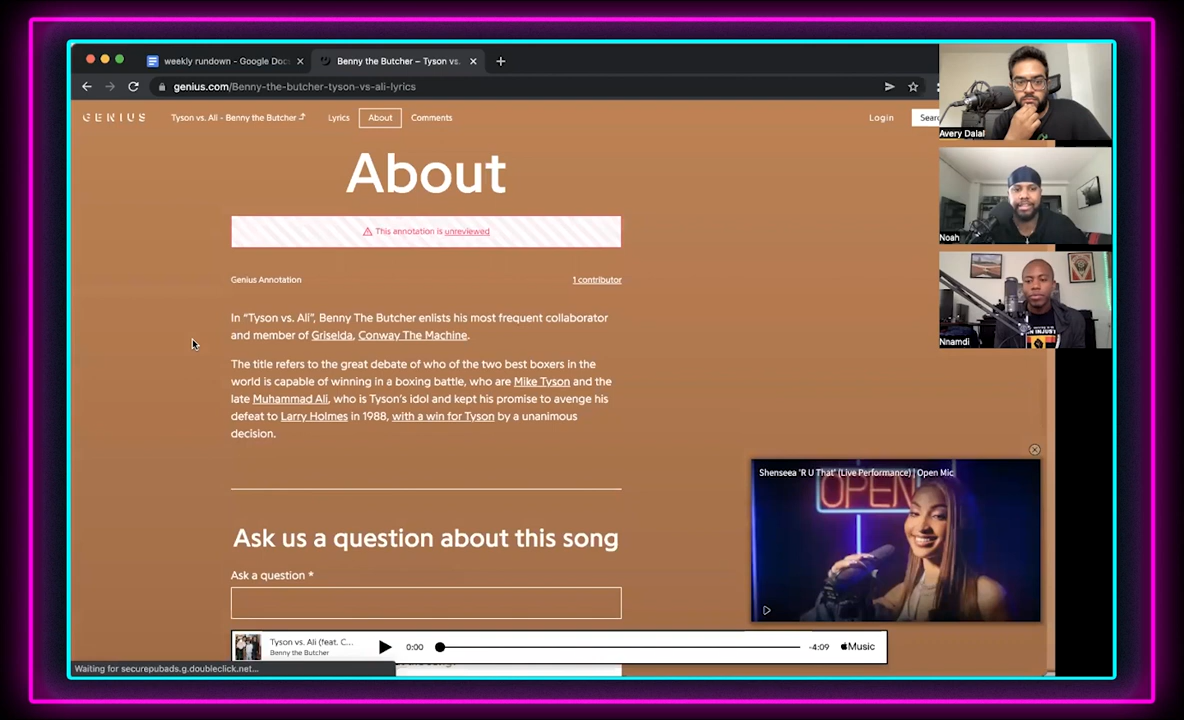 weekly rundown - Google Doc
Benny the Butcher – Tyson vs.
genius.com/Benny-the-butcher-tyson-vs-ali-lyrics
GENIUS
Tyson vs. Ali - Benny the Butcher
Lyrics
About
Comments
Login
Sear
Avery Dalal
Noah
Nnamdi
About
This annotation is unreviewed
Genius Annotation
1 contributor
In “Tyson vs. Ali”, Benny The Butcher enlists his most frequent collaborator
and member of Griselda, Conway The Machine.
The title refers to the great debate of who of the two best boxers in the
world is capable of winning in a boxing battle, who are Mike Tyson and the
late Muhammad Ali, who is Tyson’s idol and kept his promise to avenge his
defeat to Larry Holmes in 1988, with a win for Tyson by a unanimous
decision.
Shenseea "R U That" (Live Performance) | Open Mic
OPEN
Ask us a question about this song
Ask a question *
Tyson vs. Ali (feat. C...
Benny the Butcher
0:00
-4:09
Music
Waiting for securepubads.g.doubleclick.net...